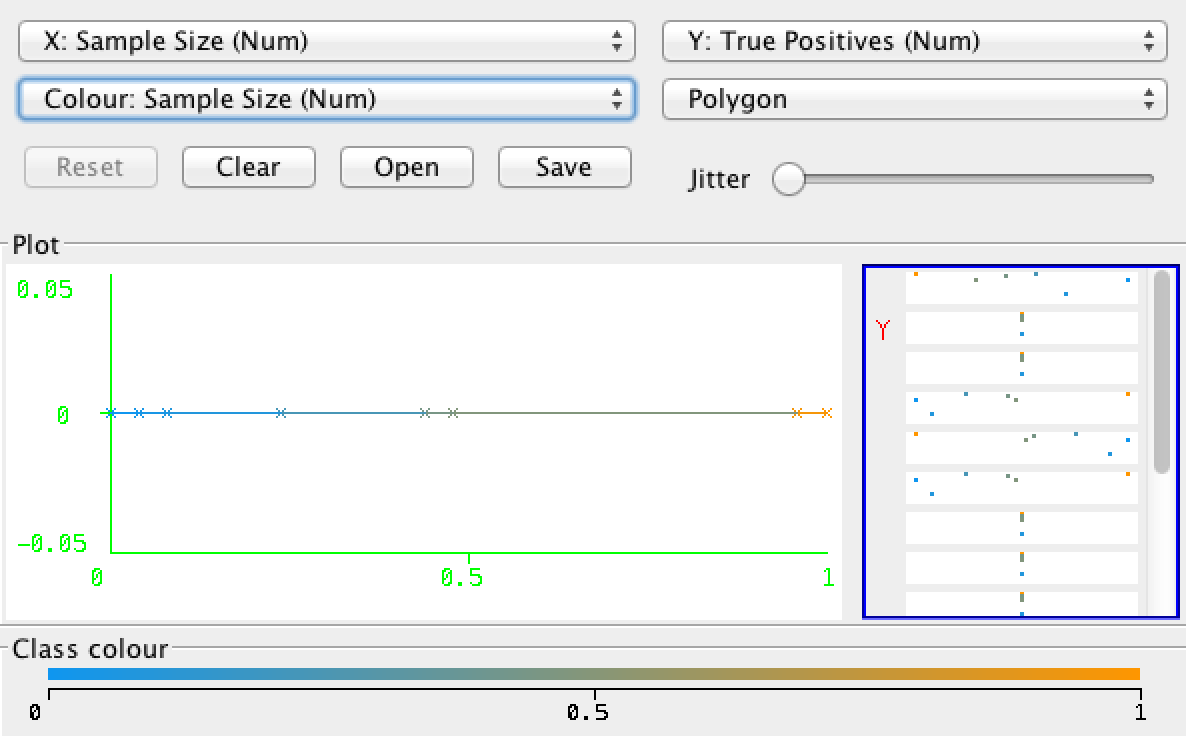 X: Sample Size (Num) Y: True Positives (Num)
Colour: Sample Size (Num) Polygon
Reset Clear Open Save Jitter
Plot
0.05
0
-0.05
0 0.5 1
Y
Class colour
0 0.5 1